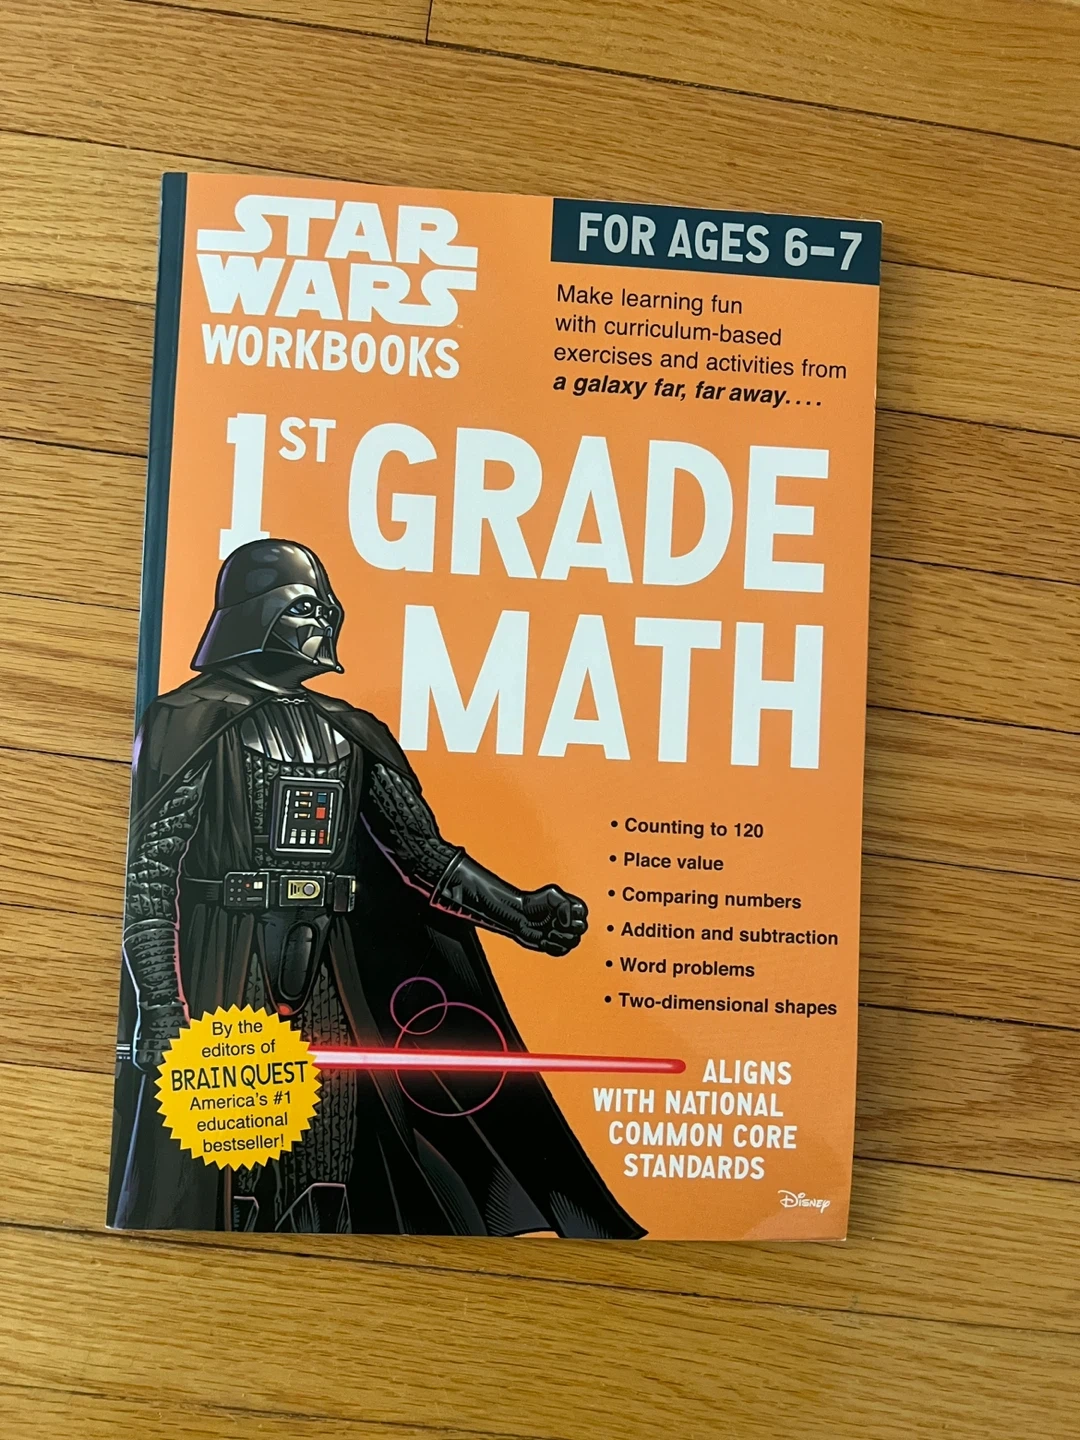 STAR
WARS
WORKBOOKS
FOR AGES 6–7
Make learning fun
with curriculum-based
exercises and activities from
a galaxy far, far away....
1ST GRADE
MATH
• Counting to 120
• Place value
• Comparing numbers
• Addition and subtraction
• Word problems
• Two-dimensional shapes
By the
editors of
BRAIN QUEST
America's #1
educational
bestseller!
ALIGNS
WITH NATIONAL
COMMON CORE
STANDARDS
Disney